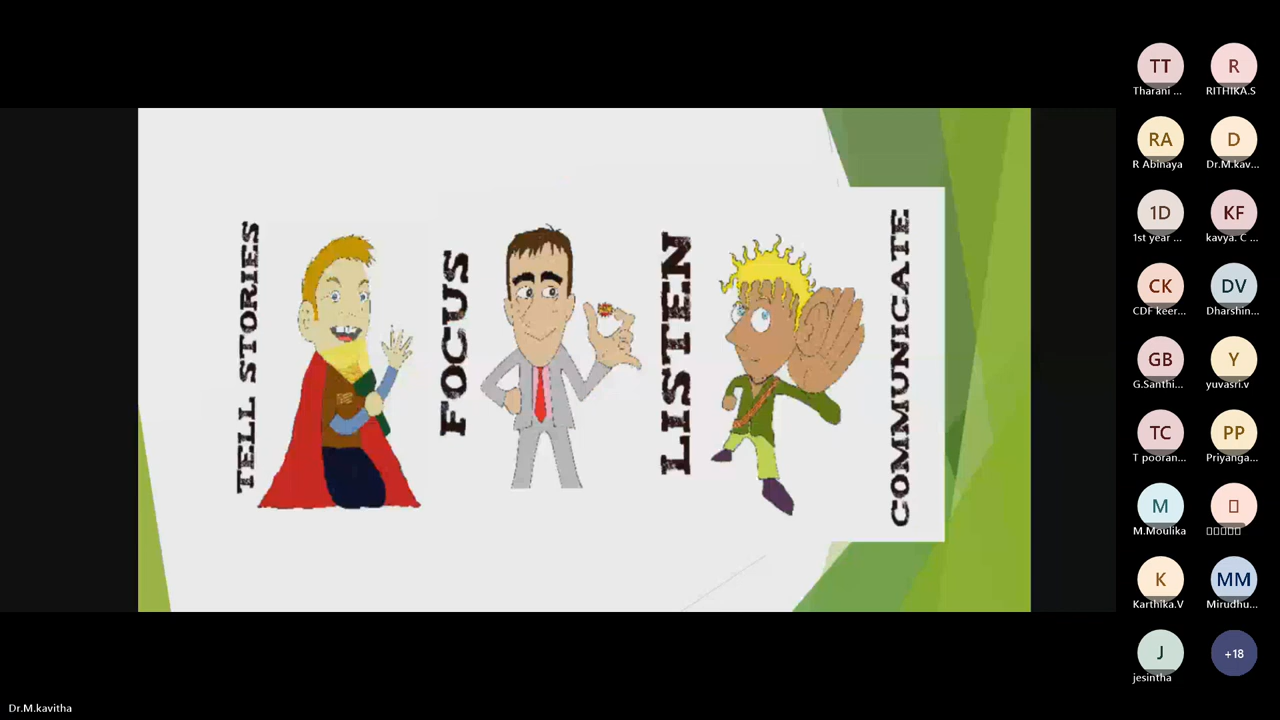 TELL STORIES
FOCUS
LISTEN
COMMUNICATE
TT
Tharani ...
R
RITHIKA.S
RA
R Abinaya
D
Dr.M.kav...
1D
1st year ...
KF
kavya. C ...
CK
CDF keer...
DV
Dharshin...
GB
G.Santhi...
Y
yuvasri.v
TC
T pooran...
PP
Priyanga...
M
M.Moulika
K
Karthika.V
MM
Mirudhu...
J
jesintha
+18
Dr.M.kavitha